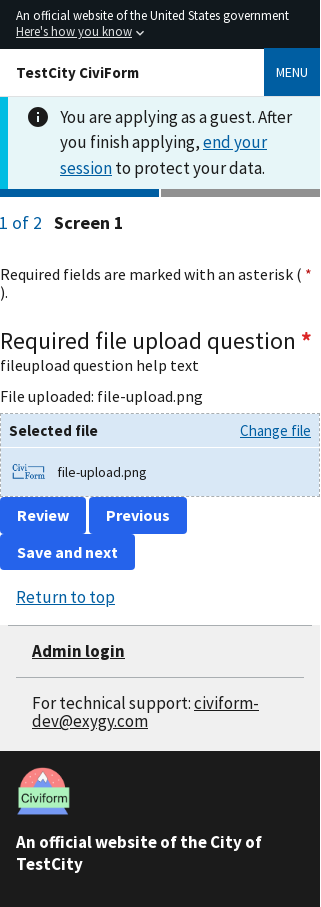 An official website of the United States government
Here's how you know
TestCity CiviForm
MENU
You are applying as a guest. After
you finish applying, end your
session to protect your data.
1 of 2 Screen 1
Required fields are marked with an asterisk ( *
).
Required file upload question *
fileupload question help text
File uploaded: file-upload.png
Selected file
Change file
Civi
Form
file-upload.png
Review
Previous
Save and next
Return to top
Admin login
For technical support: civiform-
dev@exygy.com
Civiform
An official website of the City of
TestCity